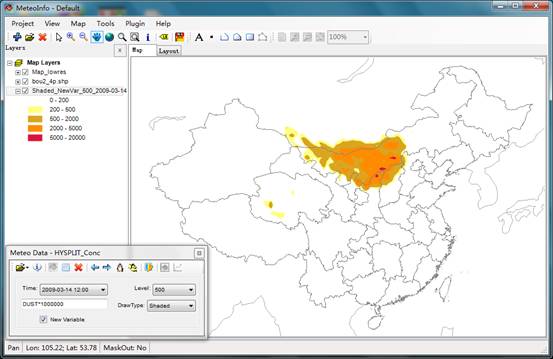 MeteoInfo - Default
Project View Map Tools Plugin Help
A 100%
Layers x Map Layout
Map Layers
Map_lowres
bou2_4p.shp
Shaded_NewVar_500_2009-03-14
0 - 200
200 - 500
500 - 2000
2000 - 5000
5000 - 20000
Meteo Data - HYSPLIT_Conc
Time: 2009-03-14 12:00 Level: 500
DUST*1000000 DrawType: Shaded
New Variable
Pan Lon: 105.22; Lat: 53.78 MaskOut: No